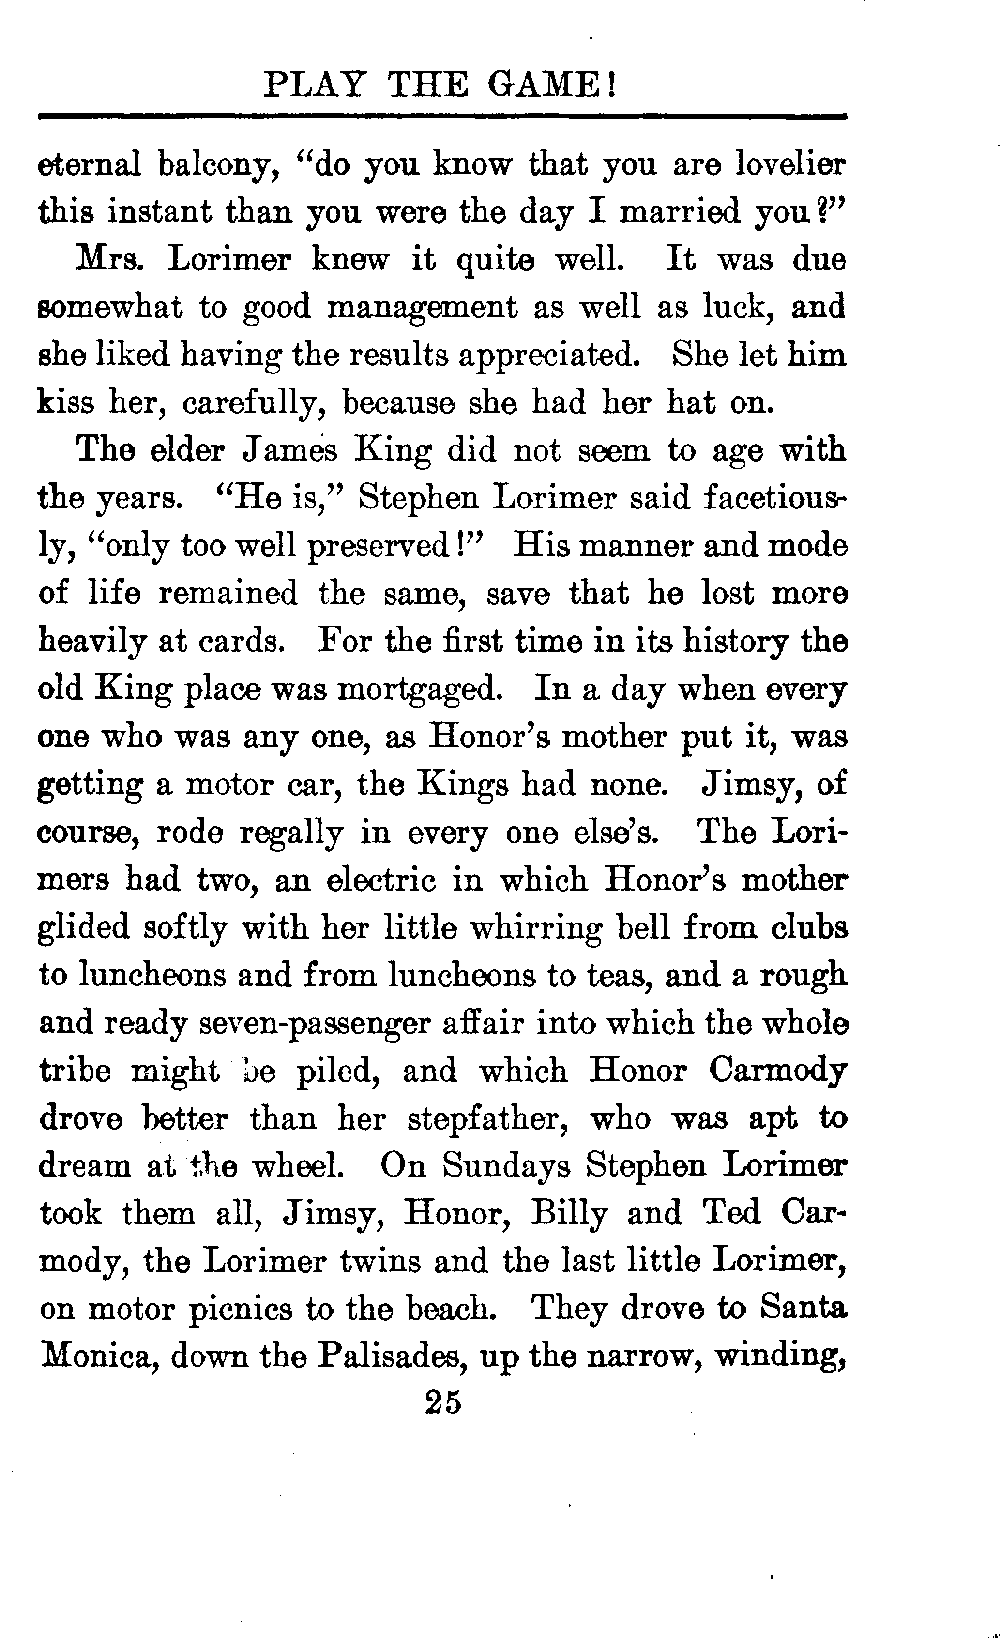 PLAY THE GAME!
eternal balcony, “do you know that you are lovelier
this instant than you were the day I married you?”
Mrs. Lorimer knew it quite well. It was due
somewhat to good management as well as luck, and
she liked having the results appreciated. She let him
kiss her, carefully, because she had her hat on.
The elder James King did not seem to age with
the years. “He is,” Stephen Lorimer said facetious-
ly, “only too well preserved!” His manner and mode
of life remained the same, save that he lost more
heavily at cards. For the first time in its history the
old King place was mortgaged. In a day when every
one who was any one, as Honor’s mother put it, was
getting a motor car, the Kings had none. Jimsy, of
course, rode regally in every one else’s. The Lori-
mers had two, an electric in which Honor’s mother
glided softly with her little whirring bell from clubs
to luncheons and from luncheons to teas, and a rough
and ready seven-passenger affair into which the whole
tribe might be piled, and which Honor Carmody
drove better than her stepfather, who was apt to
dream at the wheel. On Sundays Stephen Lorimer
took them all, Jimsy, Honor, Billy and Ted Car-
mody, the Lorimer twins and the last little Lorimer,
on motor picnics to the beach. They drove to Santa
Monica, down the Palisades, up the narrow, winding,
25